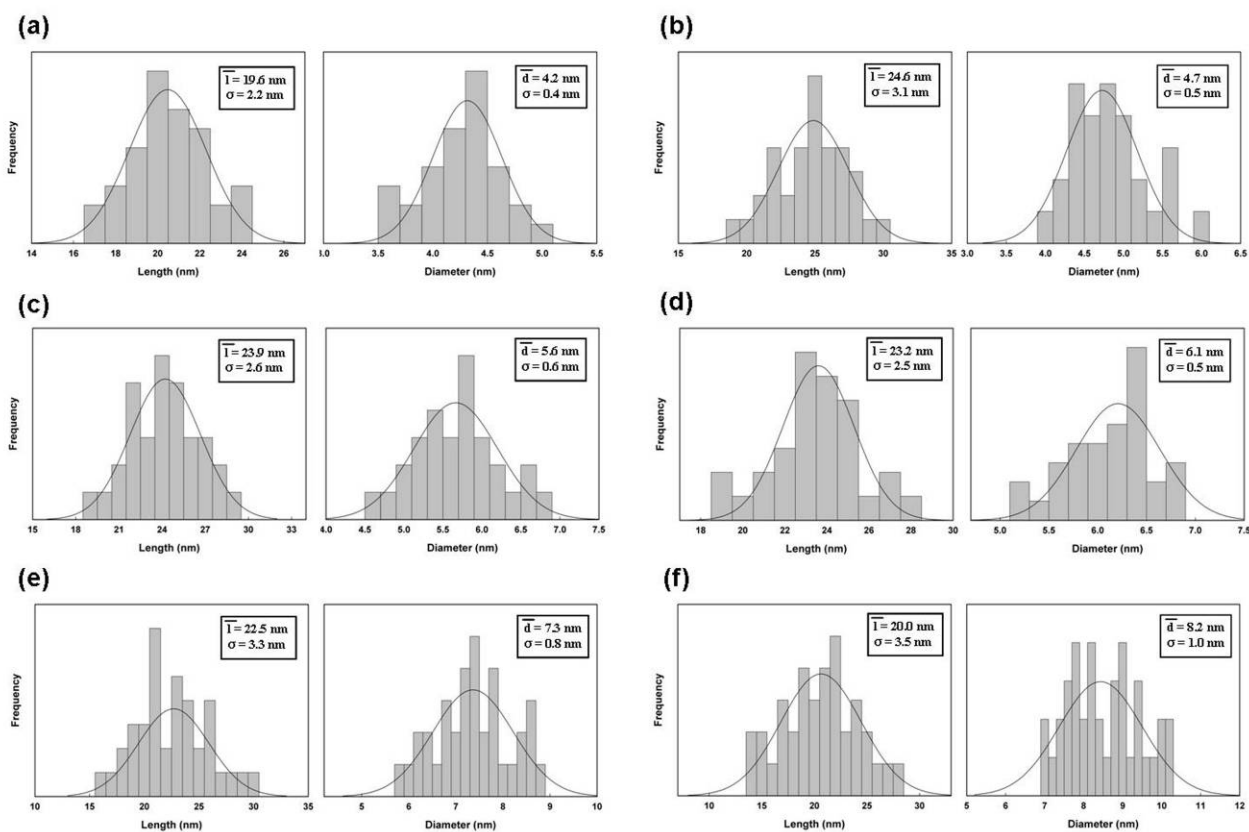 (a)
l = 19.6 nm
σ = 2.2 nm
Frequency
14 16 18 20 22 24 26
Length (nm)
d = 4.2 nm
σ = 0.4 nm
3.5 4.0 4.5 5.0 5.5
Diameter (nm)
(b)
l = 24.6 nm
σ = 3.1 nm
Frequency
15 20 25 30 35
Length (nm)
d = 4.7 nm
σ = 0.5 nm
3.0 3.5 4.0 4.5 5.0 5.5 6.0 6.5
Diameter (nm)
(c)
l = 23.9 nm
σ = 2.6 nm
Frequency
15 18 21 24 27 30 33
Length (nm)
d = 5.6 nm
σ = 0.6 nm
4.0 4.5 5.0 5.5 6.0 6.5 7.0 7.5
Diameter (nm)
(d)
l = 23.2 nm
σ = 2.5 nm
Frequency
18 20 22 24 26 28 30
Length (nm)
d = 6.1 nm
σ = 0.5 nm
5.0 5.5 6.0 6.5 7.0 7.5
Diameter (nm)
(e)
l = 22.5 nm
σ = 3.3 nm
Frequency
10 15 20 25 30 35
Length (nm)
d = 7.3 nm
σ = 0.8 nm
5 6 7 8 9 10
Diameter (nm)
(f)
l = 20.0 nm
σ = 3.5 nm
Frequency
10 15 20 25 30
Length (nm)
d = 8.2 nm
σ = 1.0 nm
5 6 7 8 9 10 11 12
Diameter (nm)